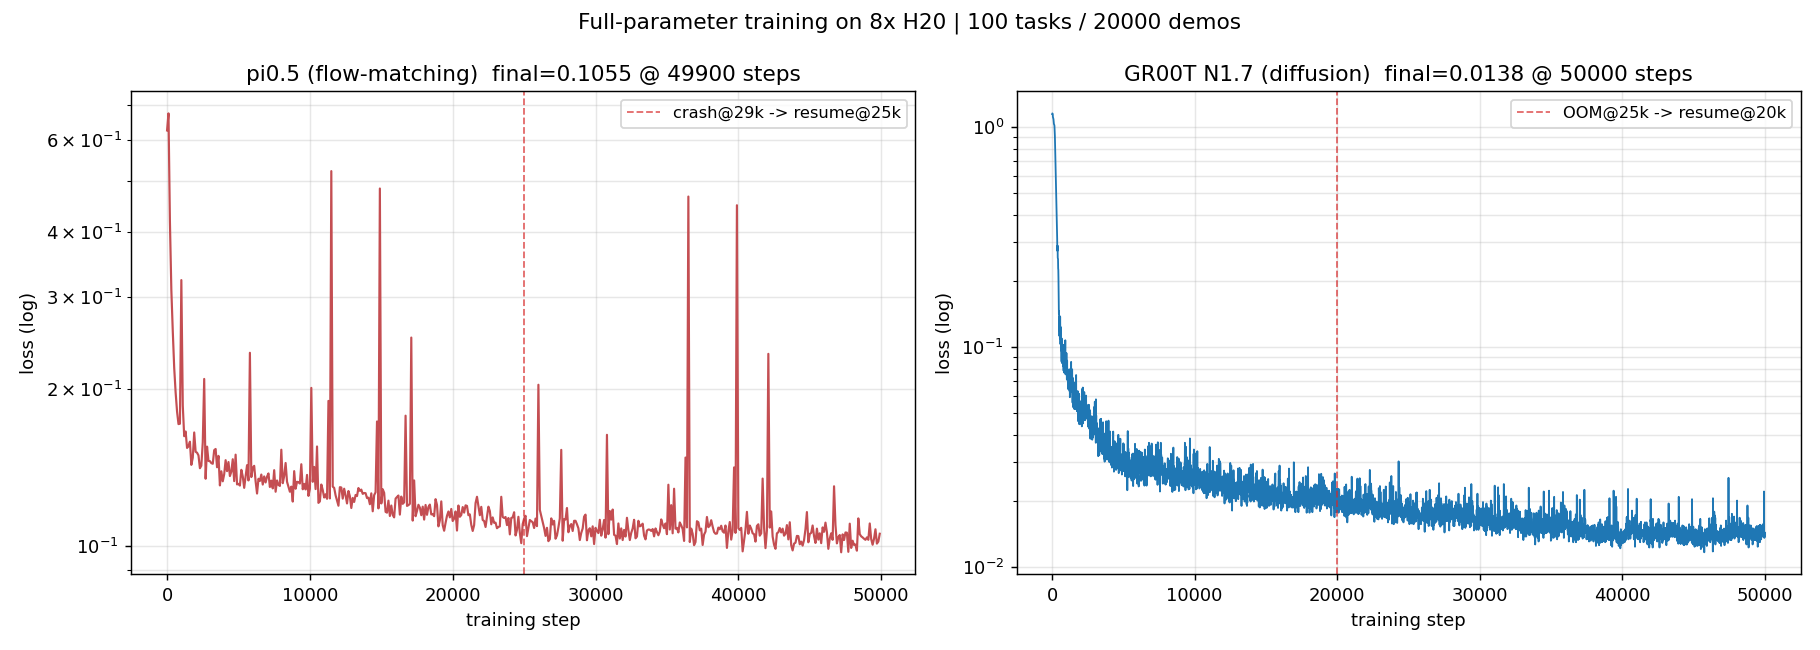 Full-parameter training on 8x H20 | 100 tasks / 20000 demos
pi0.5 (flow-matching)  final=0.1055 @ 49900 steps
crash@29k -> resume@25k
6 × 10⁻¹
4 × 10⁻¹
3 × 10⁻¹
2 × 10⁻¹
10⁻¹
loss (log)
0 10000 20000 30000 40000 50000
training step
GR00T N1.7 (diffusion)  final=0.0138 @ 50000 steps
OOM@25k -> resume@20k
10⁰
10⁻¹
10⁻²
loss (log)
0 10000 20000 30000 40000 50000
training step